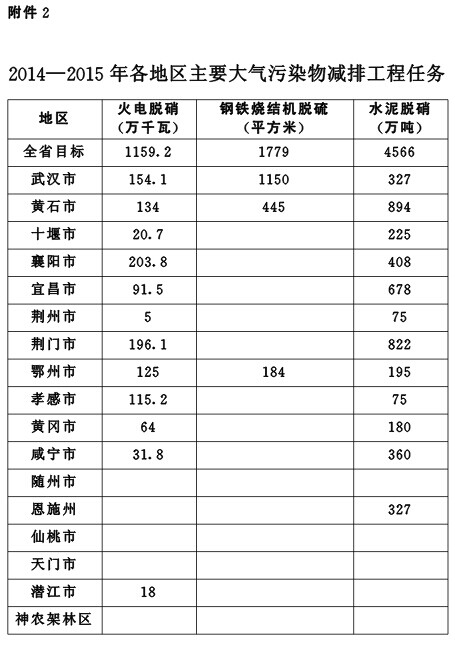 附件 2
2014—2015 年各地区主要大气污染物减排工程任务
地区 火电脱硝（万千瓦） 钢铁烧结机脱硫（平方米） 水泥脱硝（万吨）
全省目标 1159.2 1779 4566
武汉市 154.1 1150 327
黄石市 134 445 894
十堰市 20.7 225
襄阳市 203.8 408
宜昌市 91.5 678
荆州市 5 75
荆门市 196.1 822
鄂州市 125 184 195
孝感市 115.2 75
黄冈市 64 180
咸宁市 31.8 360
随州市
恩施州 327
仙桃市
天门市
潜江市 18
神农架林区